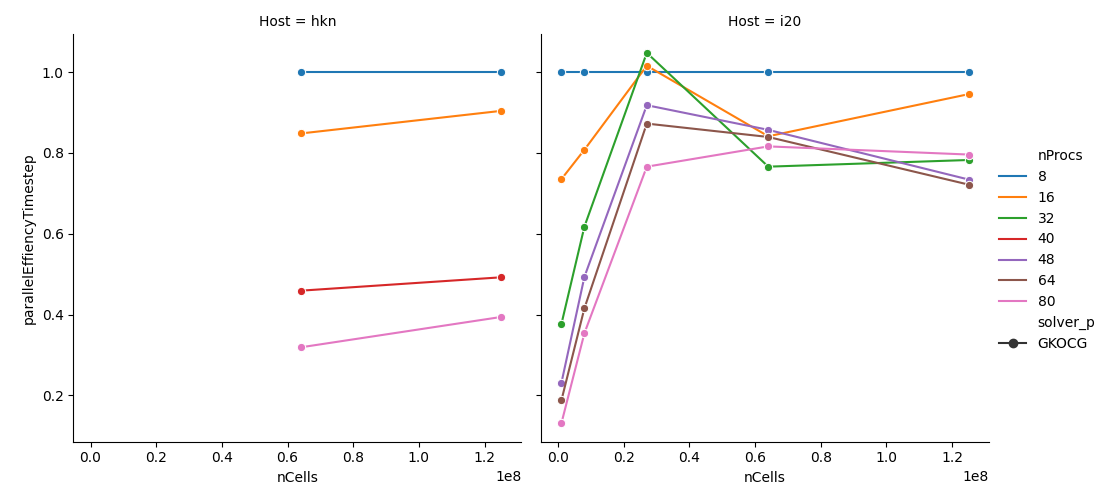 Host = hkn
Host = i20
parallelEffiencyTimestep
1.0
0.8
0.6
0.4
0.2
0.0 0.2 0.4 0.6 0.8 1.0 1.2
1e8
nCells
0.0 0.2 0.4 0.6 0.8 1.0 1.2
1e8
nCells
nProcs
8
16
32
40
48
64
80
solver_p
GKOCG